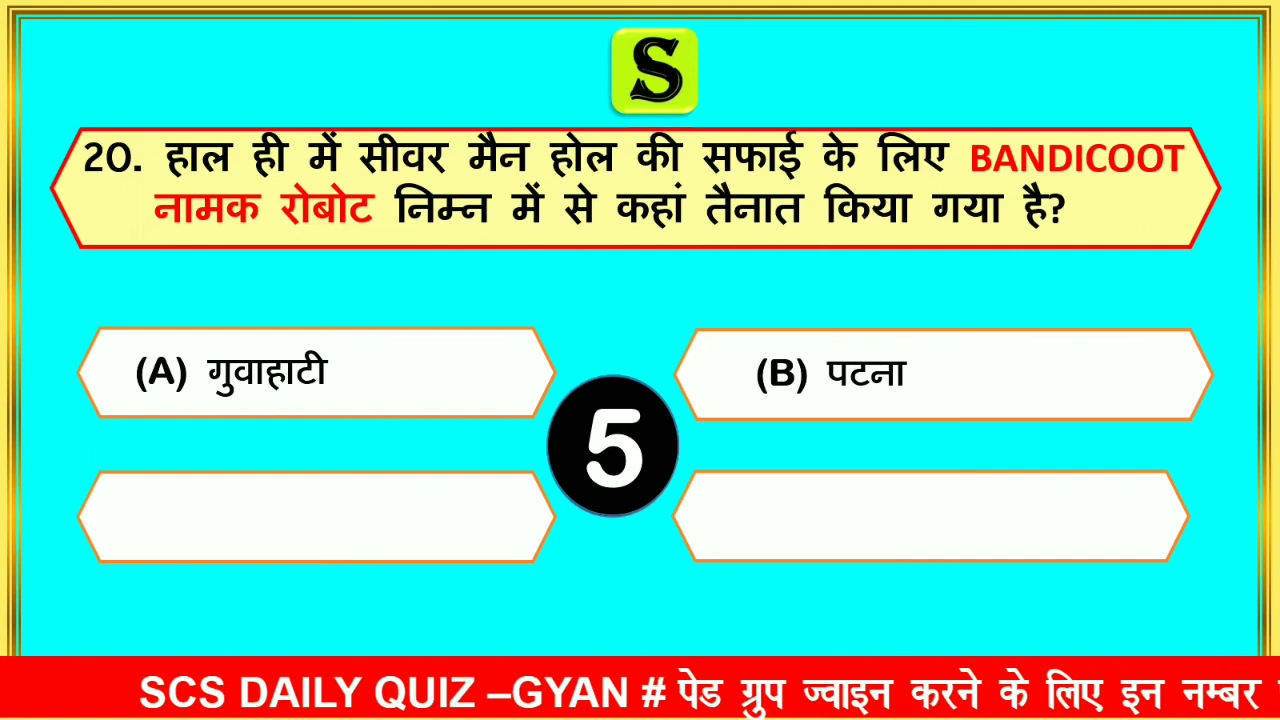 S
20. हाल ही में सीवर मैन होल की सफाई के लिए BANDICOOT
नामक रोबोट निम्न में से कहां तैनात किया गया है?
(A) गुवाहाटी
(B) पटना
5
SCS DAILY QUIZ –GYAN # पेड ग्रुप ज्वाइन करने के लिए इन नम्बर